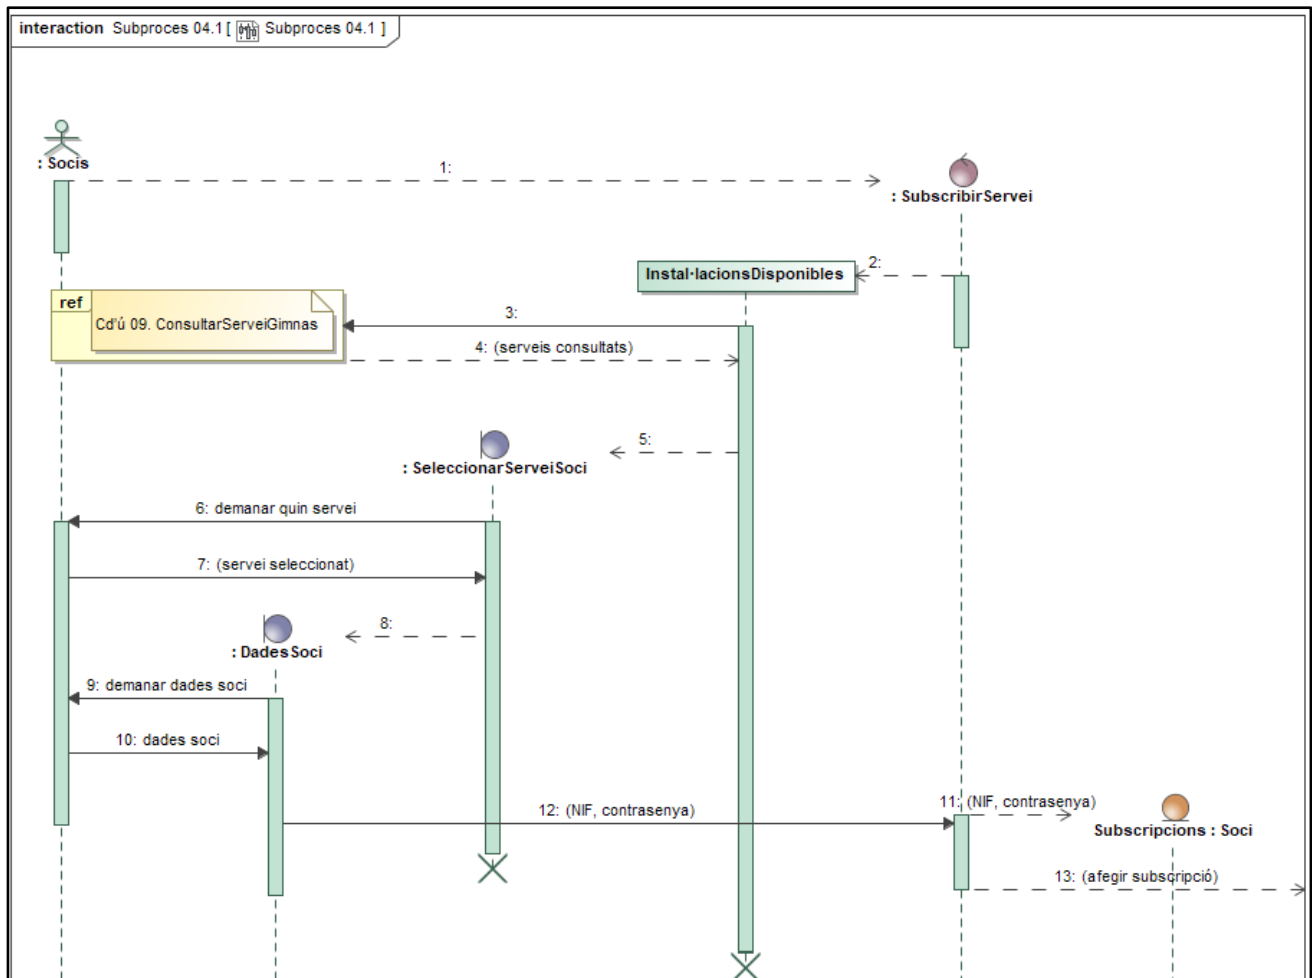 interaction Subproces 04.1 [ Subproces 04.1 ]
: Socis
1:
: SubscribirServei
Instal·lacionsDisponibles
2:
ref
Cd'ú 09. ConsultarServeiGimnas
3:
4: (serveis consultats)
5:
: SeleccionarServeiSoci
6: demanar quin servei
7: (servei seleccionat)
8:
: DadesSoci
9: demanar dades soci
10: dades soci
11: (NIF, contrasenya)
12: (NIF, contrasenya)
Subscripcions : Soci
13: (afegir subscripció)